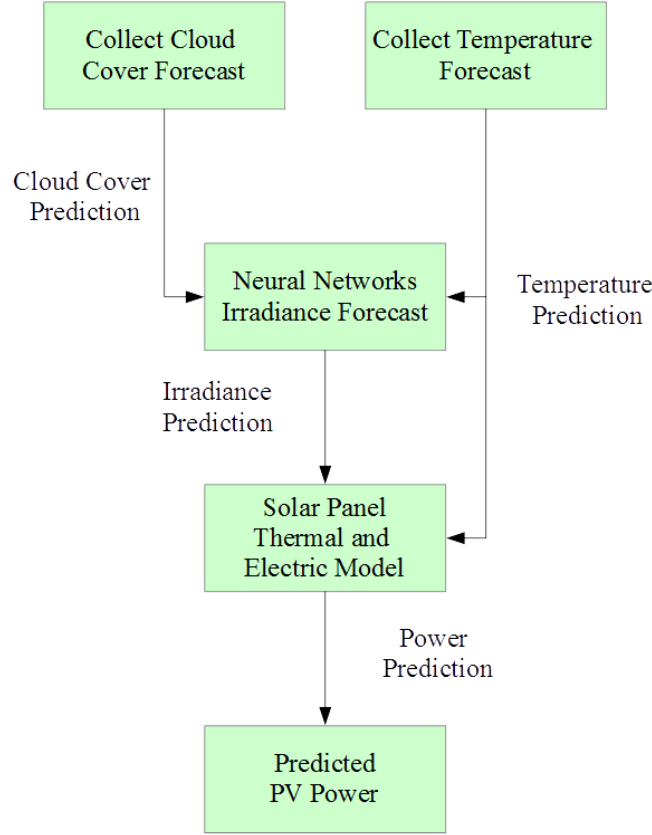 Collect Cloud
Cover Forecast
Collect Temperature
Forecast
Cloud Cover
Prediction
Neural Networks
Irradiance Forecast
Temperature
Prediction
Irradiance
Prediction
Solar Panel
Thermal and
Electric Model
Power
Prediction
Predicted
PV Power